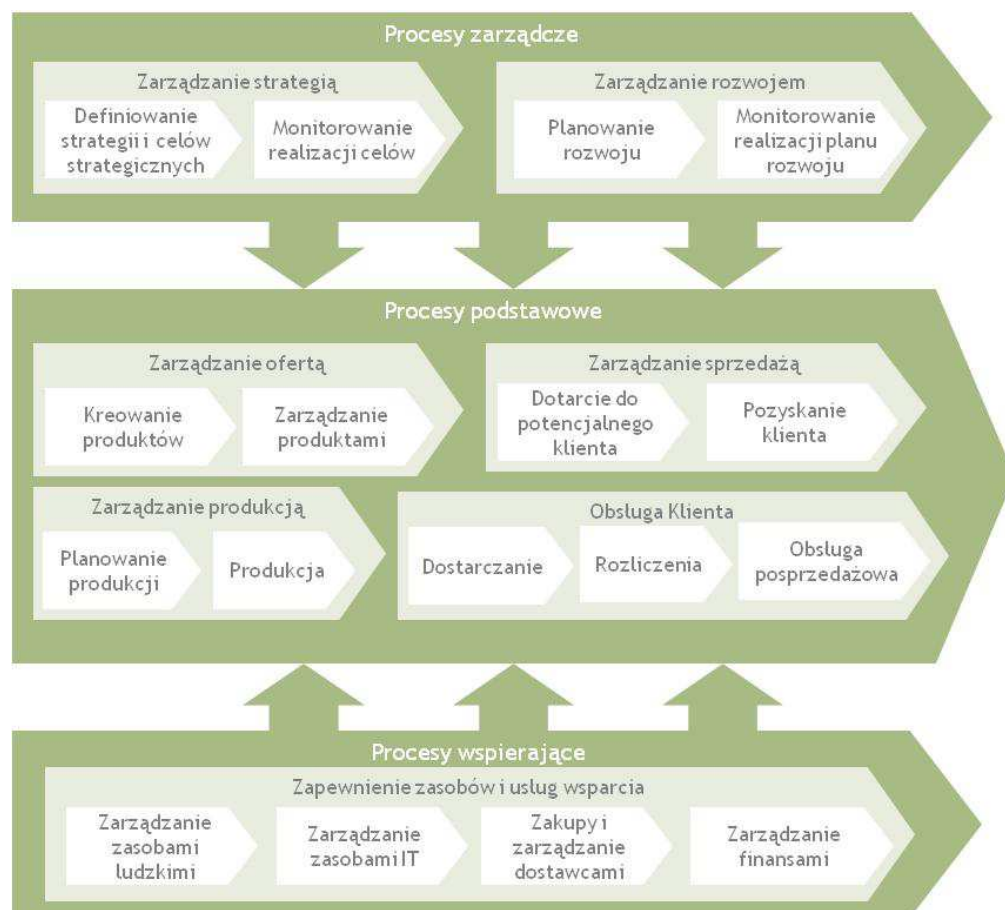 Procesy zarządcze
Zarządzanie strategią
Definiowanie
strategii i celów
strategicznych
Monitorowanie
realizacji celów
Zarządzanie rozwojem
Planowanie
rozwoju
Monitorowanie
realizacji planu
rozwoju
Procesy podstawowe
Zarządzanie ofertą
Kreowanie
produktów
Zarządzanie
produktami
Zarządzanie sprzedażą
Dotarcie do
potencjalnego
klienta
Pozyskanie
klienta
Zarządzanie produkcją
Planowanie
produkcji
Produkcja
Obsługa Klienta
Dostarczanie
Rozliczenia
Obsługa
posprzedażowa
Procesy wspierające
Zapewnienie zasobów i usług wsparcia
Zarządzanie
zasobami
ludzkimi
Zarządzanie
zasobami IT
Zakupy i
zarządzanie
dostawcami
Zarządzanie
finansami